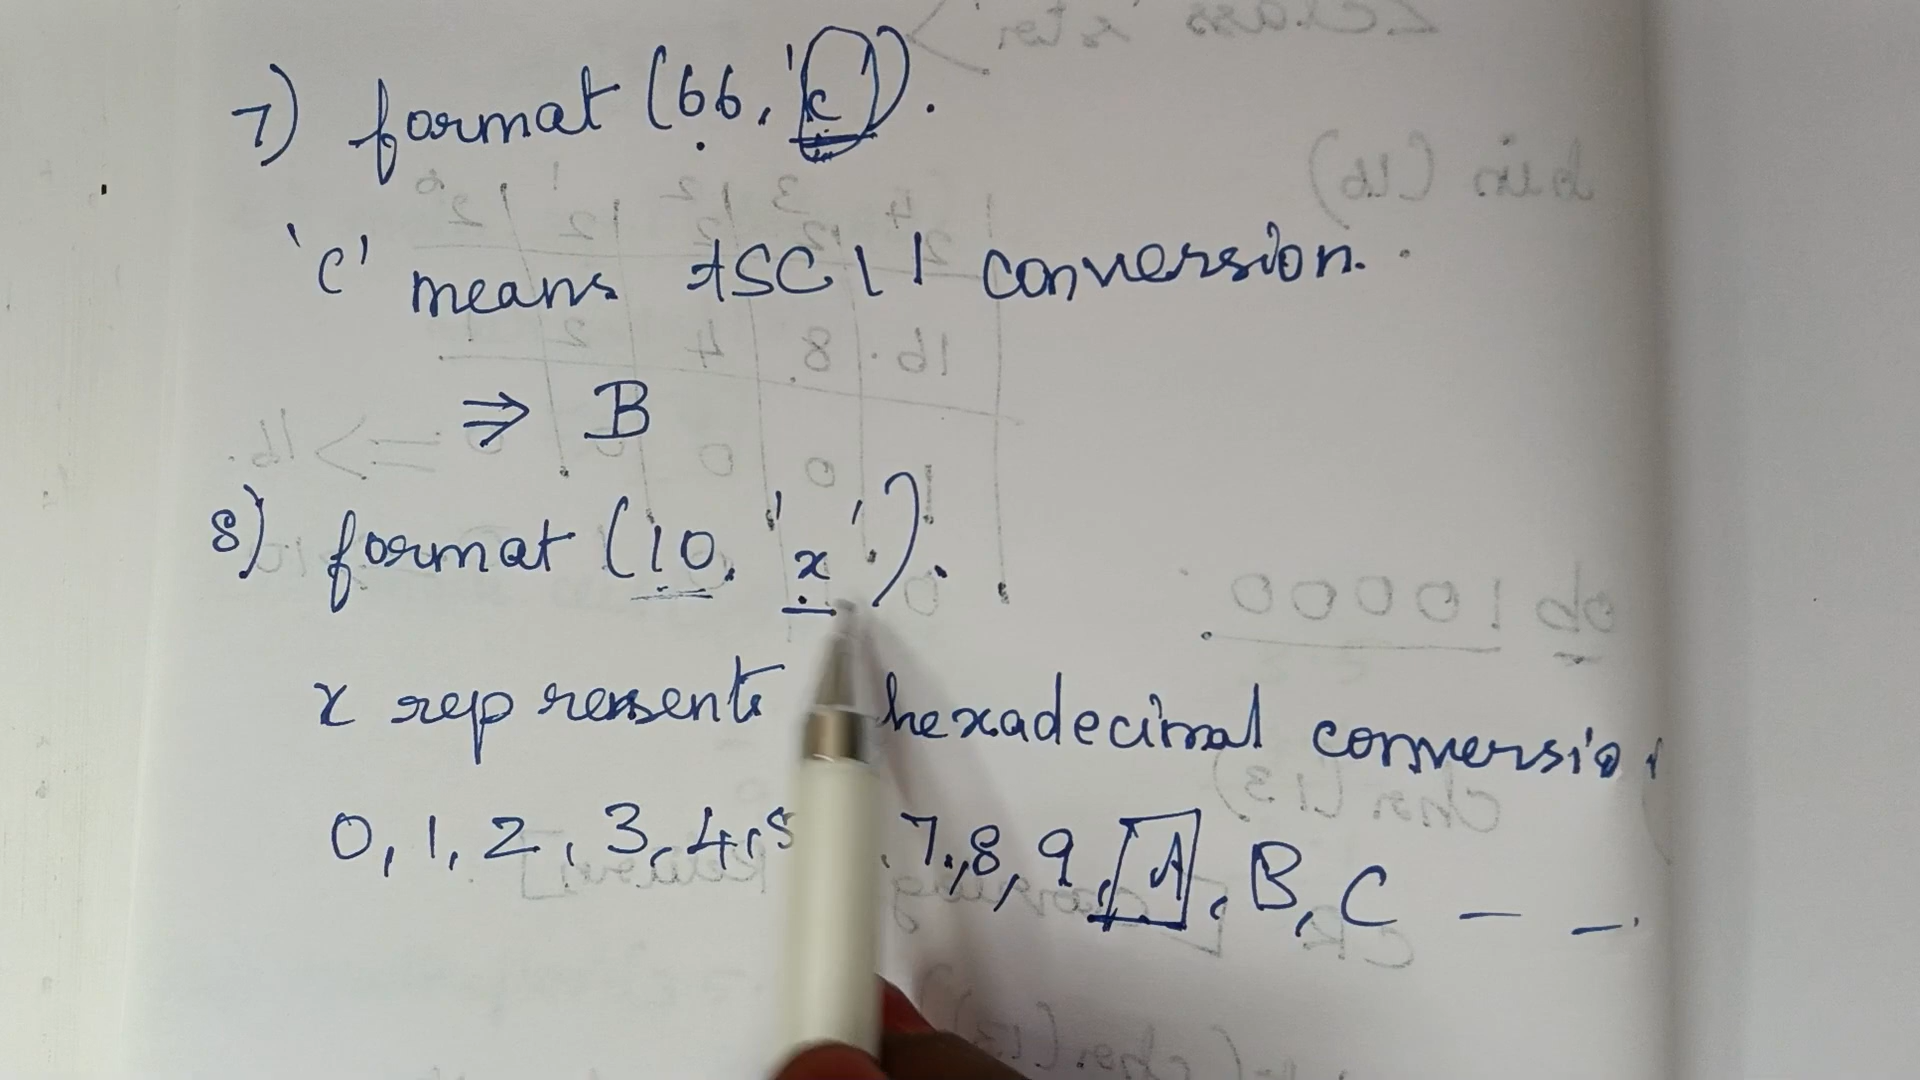 7) format (66, 'c').
'c' means ASCII conversion.
⇒ B
8) format (10, 'x').
x represents hexadecimal conversio
0, 1, 2, 3, 4, 5 , 7, 8, 9, A, B, C — —